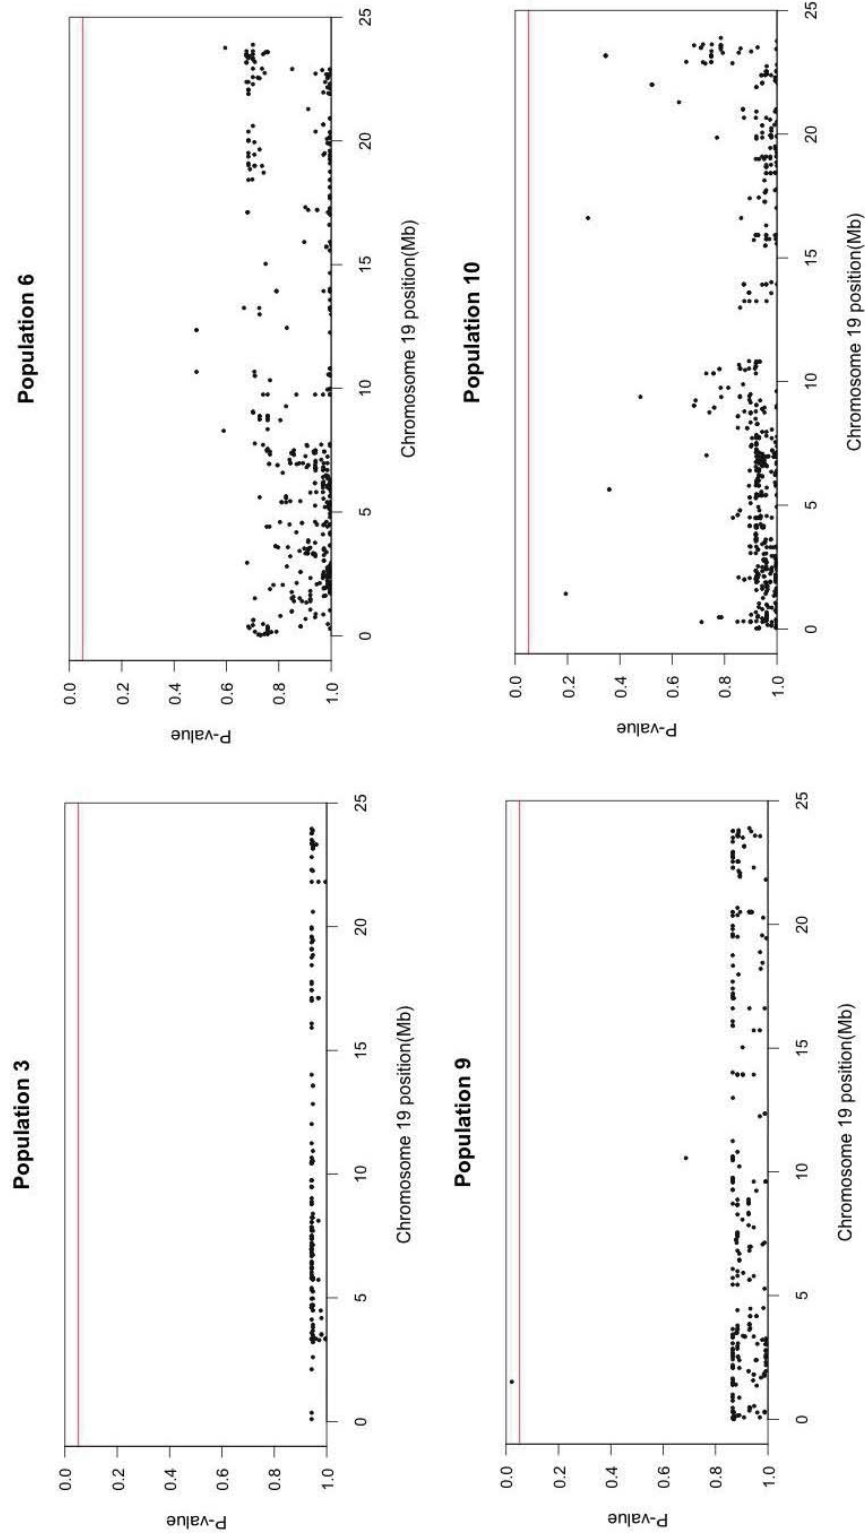 Population 3
P-value
0.0
0.2
0.4
0.6
0.8
1.0
0 5 10 15 20 25
Chromosome 19 position(Mb)
Population 6
P-value
0.0
0.2
0.4
0.6
0.8
1.0
0 5 10 15 20 25
Chromosome 19 position(Mb)
Population 9
P-value
0.0
0.2
0.4
0.6
0.8
1.0
0 5 10 15 20 25
Chromosome 19 position(Mb)
Population 10
P-value
0.0
0.2
0.4
0.6
0.8
1.0
0 5 10 15 20 25
Chromosome 19 position(Mb)